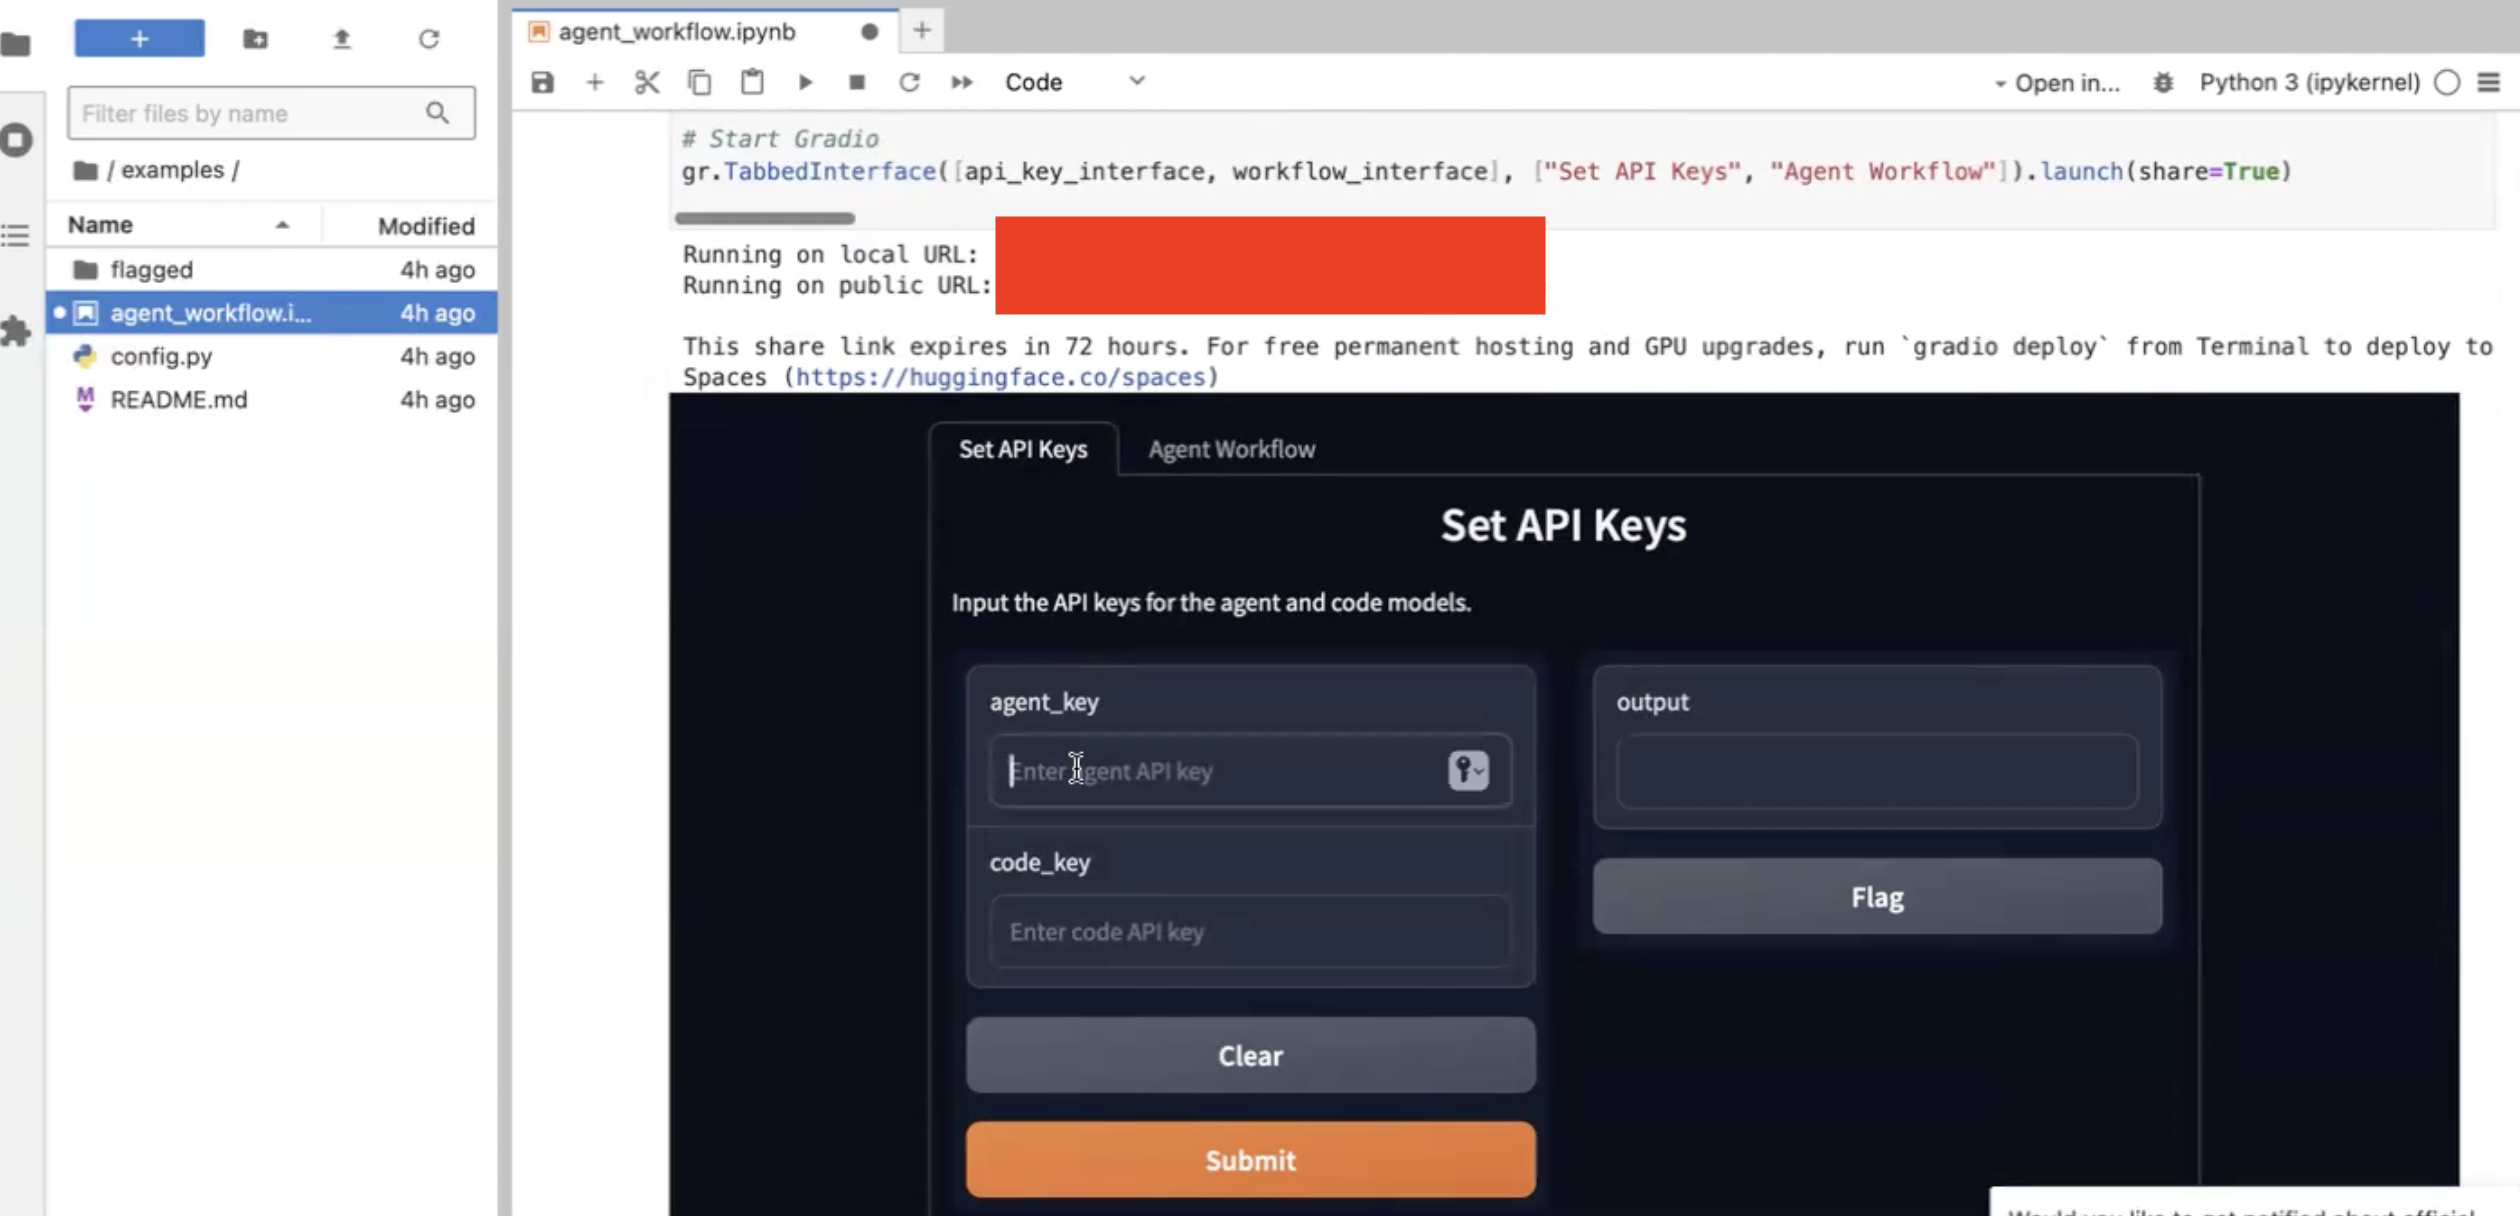 Filter files by name
/ examples /
Name Modified
flagged 4h ago
agent_workflow.i... 4h ago
config.py 4h ago
README.md 4h ago
agent_workflow.ipynb
Code
Open in...
Python 3 (ipykernel)
# Start Gradio
gr.TabbedInterface([api_key_interface, workflow_interface], ["Set API Keys", "Agent Workflow"]).launch(share=True)
Running on local URL:
Running on public URL:
This share link expires in 72 hours. For free permanent hosting and GPU upgrades, run `gradio deploy` from Terminal to deploy to
Spaces (https://huggingface.co/spaces)
Set API Keys Agent Workflow
Set API Keys
Input the API keys for the agent and code models.
agent_key
Enter agent API key
code_key
Enter code API key
Clear
Submit
output
Flag